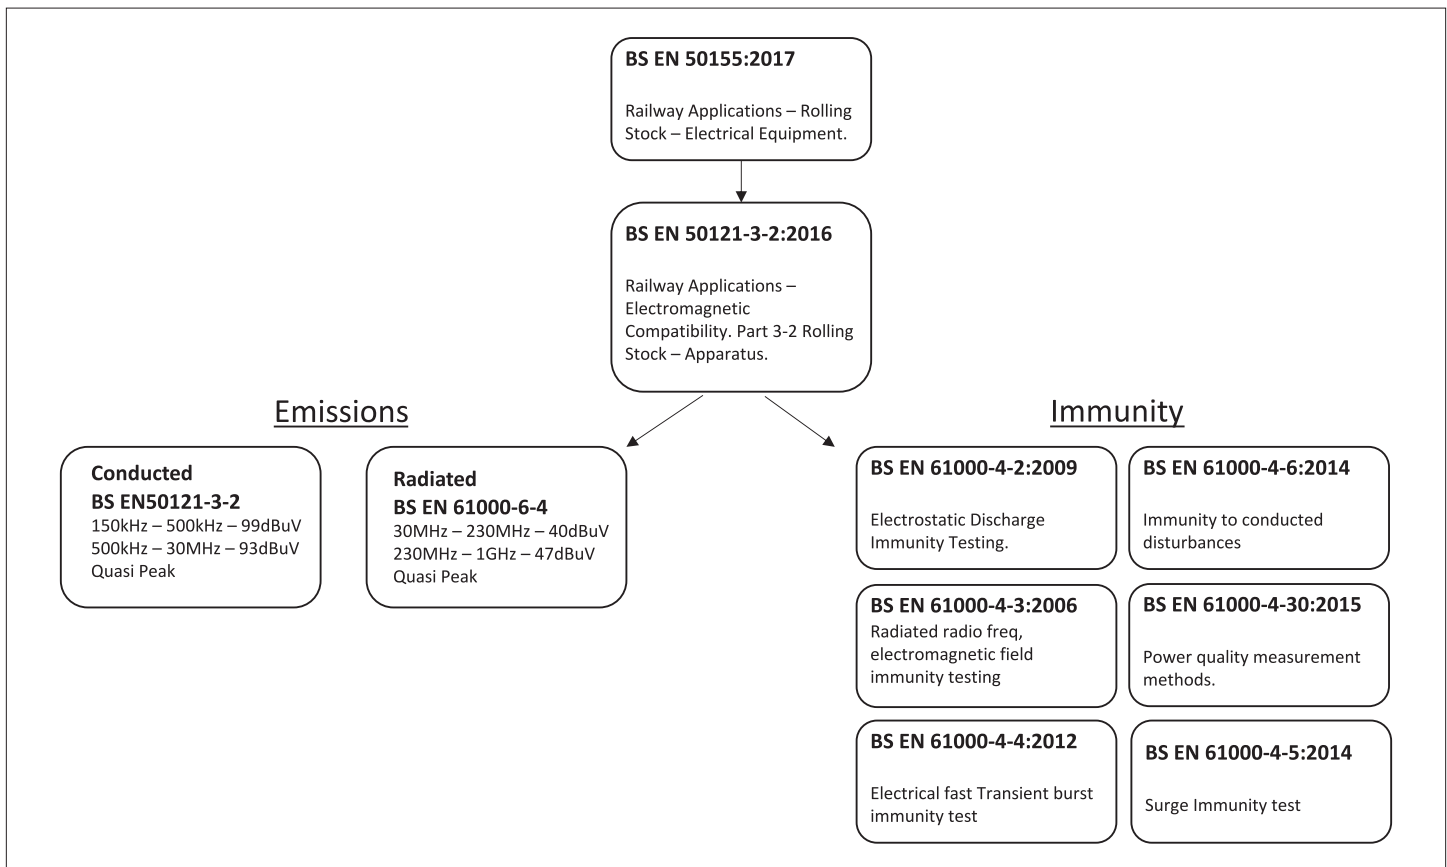 BS EN 50155:2017
Railway Applications – Rolling
Stock – Electrical Equipment.
BS EN 50121-3-2:2016
Railway Applications –
Electromagnetic
Compatibility. Part 3-2 Rolling
Stock – Apparatus.
Emissions
Conducted
BS EN50121-3-2
150kHz – 500kHz – 99dBuV
500kHz – 30MHz – 93dBuV
Quasi Peak
Radiated
BS EN 61000-6-4
30MHz – 230MHz – 40dBuV
230MHz – 1GHz – 47dBuV
Quasi Peak
Immunity
BS EN 61000-4-2:2009
Electrostatic Discharge
Immunity Testing.
BS EN 61000-4-6:2014
Immunity to conducted
disturbances
BS EN 61000-4-3:2006
Radiated radio freq,
electromagnetic field
immunity testing
BS EN 61000-4-30:2015
Power quality measurement
methods.
BS EN 61000-4-4:2012
Electrical fast Transient burst
immunity test
BS EN 61000-4-5:2014
Surge Immunity test